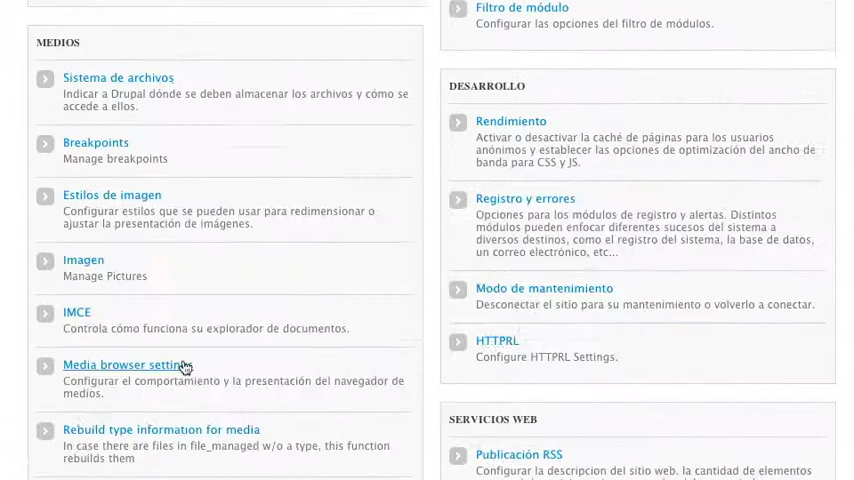 MEDIOS
Sistema de archivos
Indicar a Drupal dónde se deben almacenar los archivos y cómo se
accede a ellos.
Breakpoints
Manage breakpoints
Estilos de imagen
Configurar estilos que se pueden usar para redimensionar o
ajustar la presentación de imágenes.
Imagen
Manage Pictures
IMCE
Controla cómo funciona su explorador de documentos.
Media browser settin
Configurar el comportamiento y la presentación del navegador de
medios.
Rebuild type information for media
In case there are files in file_managed w/o a type, this function
rebuilds them
Filtro de módulo
Configurar las opciones del filtro de módulos.
DESARROLLO
Rendimiento
Activar o desactivar la caché de páginas para los usuarios
anónimos y establecer las opciones de optimización del ancho de
banda para CSS y JS.
Registro y errores
Opciones para los módulos de registro y alertas. Distintos
módulos pueden enfocar diferentes sucesos del sistema a
diversos destinos, como el registro del sistema, la base de datos,
un correo electrónico, etc...
Modo de mantenimiento
Desconectar el sitio para su mantenimiento o volverlo a conectar.
HTTPRL
Configure HTTPRL Settings.
SERVICIOS WEB
Publicación RSS
Configurar la descripcion del sitio web, la cantidad de elementos